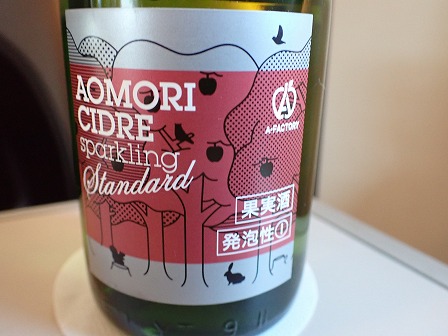 AOMORI
CIDRE
sparkling
Standard
A-FACTORY
果実酒
発泡性①